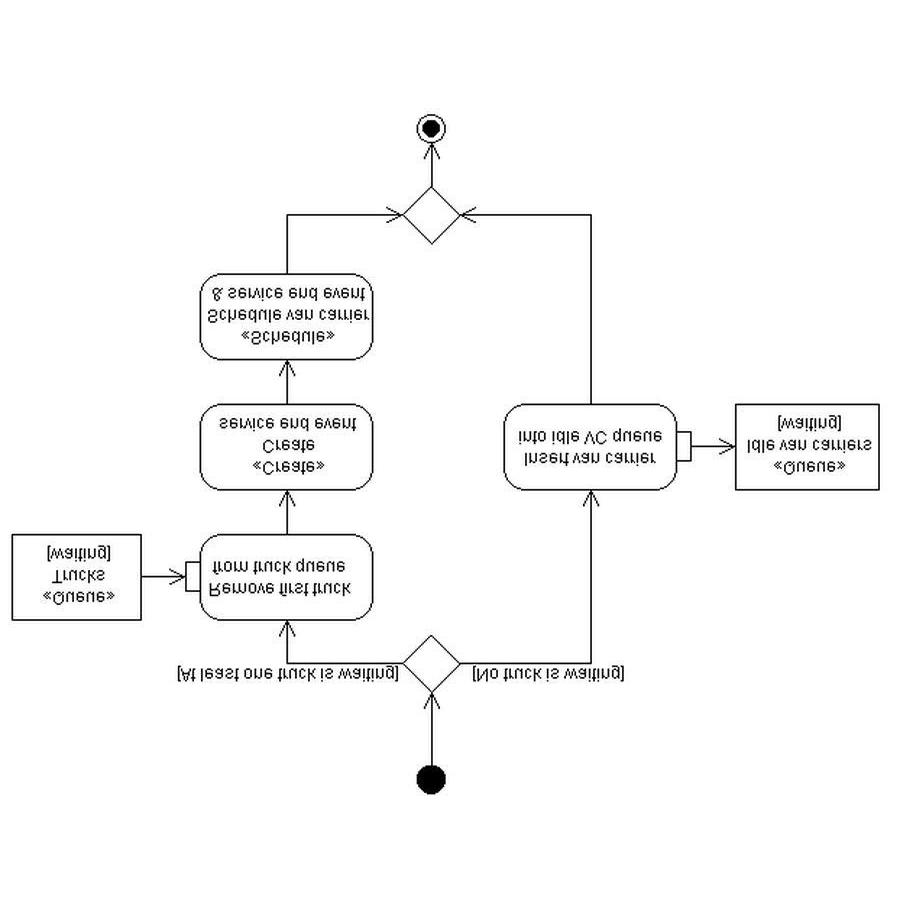 [At least one truck is waiting]
[No truck is waiting]
«Queue»
Trucks
[waiting]
Remove first truck
from truck queue
«Create»
Create
service end event
«Schedule»
Schedule van carrier
& service end event
Insert van carrier
into idle VC queue
«Queue»
Idle van carriers
[waiting]